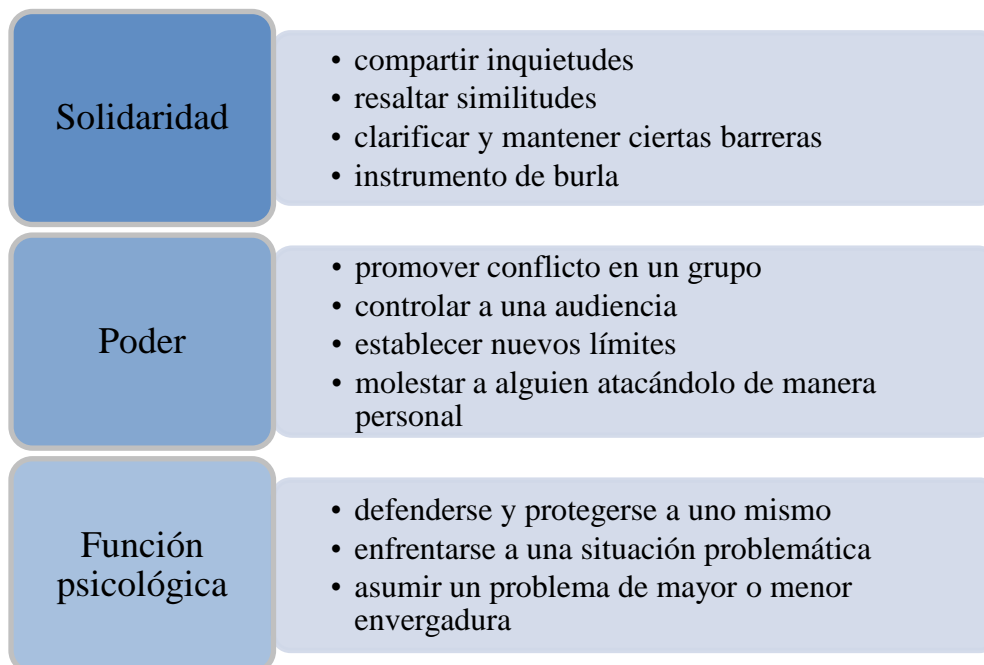 Solidaridad
• compartir inquietudes
• resaltar similitudes
• clarificar y mantener ciertas barreras
• instrumento de burla
Poder
• promover conflicto en un grupo
• controlar a una audiencia
• establecer nuevos límites
• molestar a alguien atacándolo de manera
personal
Función
psicológica
• defenderse y protegerse a uno mismo
• enfrentarse a una situación problemática
• asumir un problema de mayor o menor
envergadura